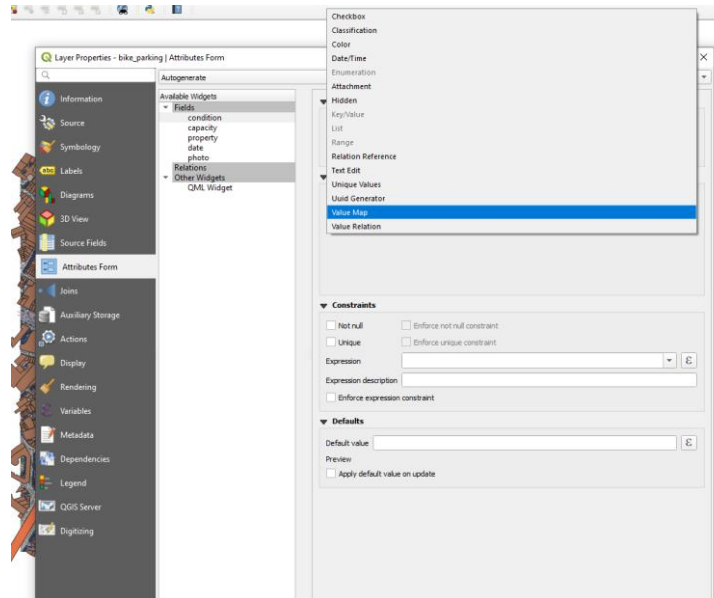 Layer Properties - bike_parking | Attributes Form
Autogenerate
Information
Source
Symbology
abc Labels
Diagrams
3D View
Source Fields
Attributes Form
Joins
Auxiliary Storage
Actions
Display
Rendering
Variables
Metadata
Dependencies
Legend
QGIS Server
Digitizing
Available Widgets
Fields
condition
capacity
property
date
photo
Relations
Other Widgets
QML Widget
Checkbox
Classification
Color
Date/Time
Enumeration
Attachment
Hidden
Key/Value
List
Range
Relation Reference
Text Edit
Unique Values
Uuid Generator
Value Map
Value Relation
Constraints
Not null Enforce not null constraint
Unique Enforce unique constraint
Expression ε
Expression description
Enforce expression constraint
Defaults
Default value ε
Preview
Apply default value on update